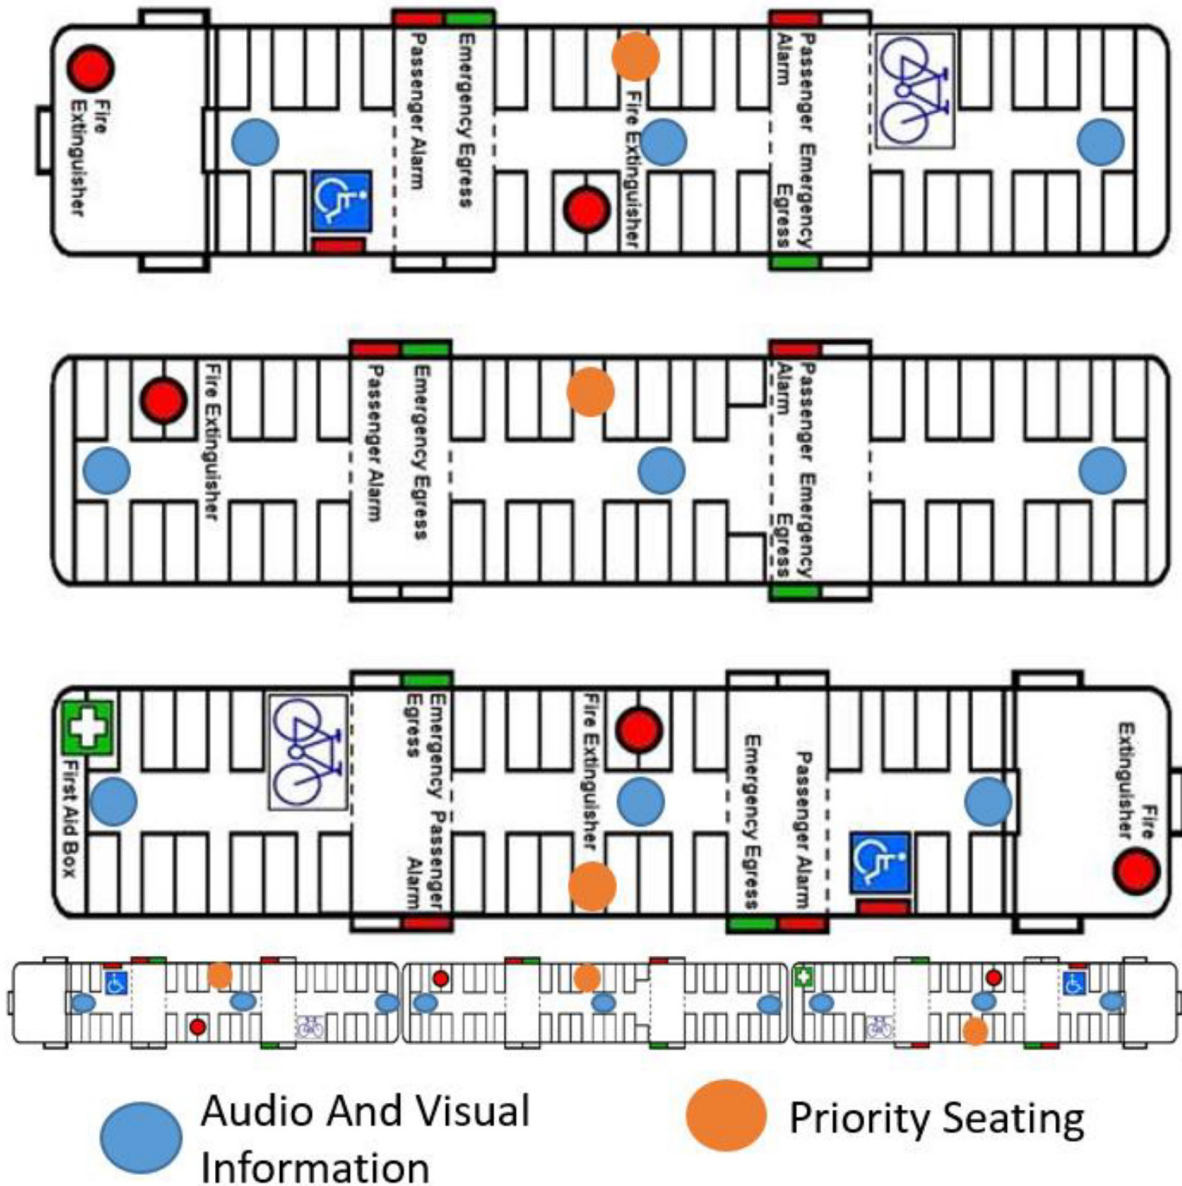 Fire
Extinguisher
Passenger Alarm
Emergency Egress
Fire Extinguisher
Passenger Emergency
Alarm Egress
Fire Extinguisher
Passenger Alarm
Emergency Egress
Passenger Emergency
Alarm Egress
First Aid Box
Emergency Passenger
Egress Alarm
Fire Extinguisher
Emergency Egress
Passenger Alarm
Fire
Extinguisher
Audio And Visual
Information
Priority Seating